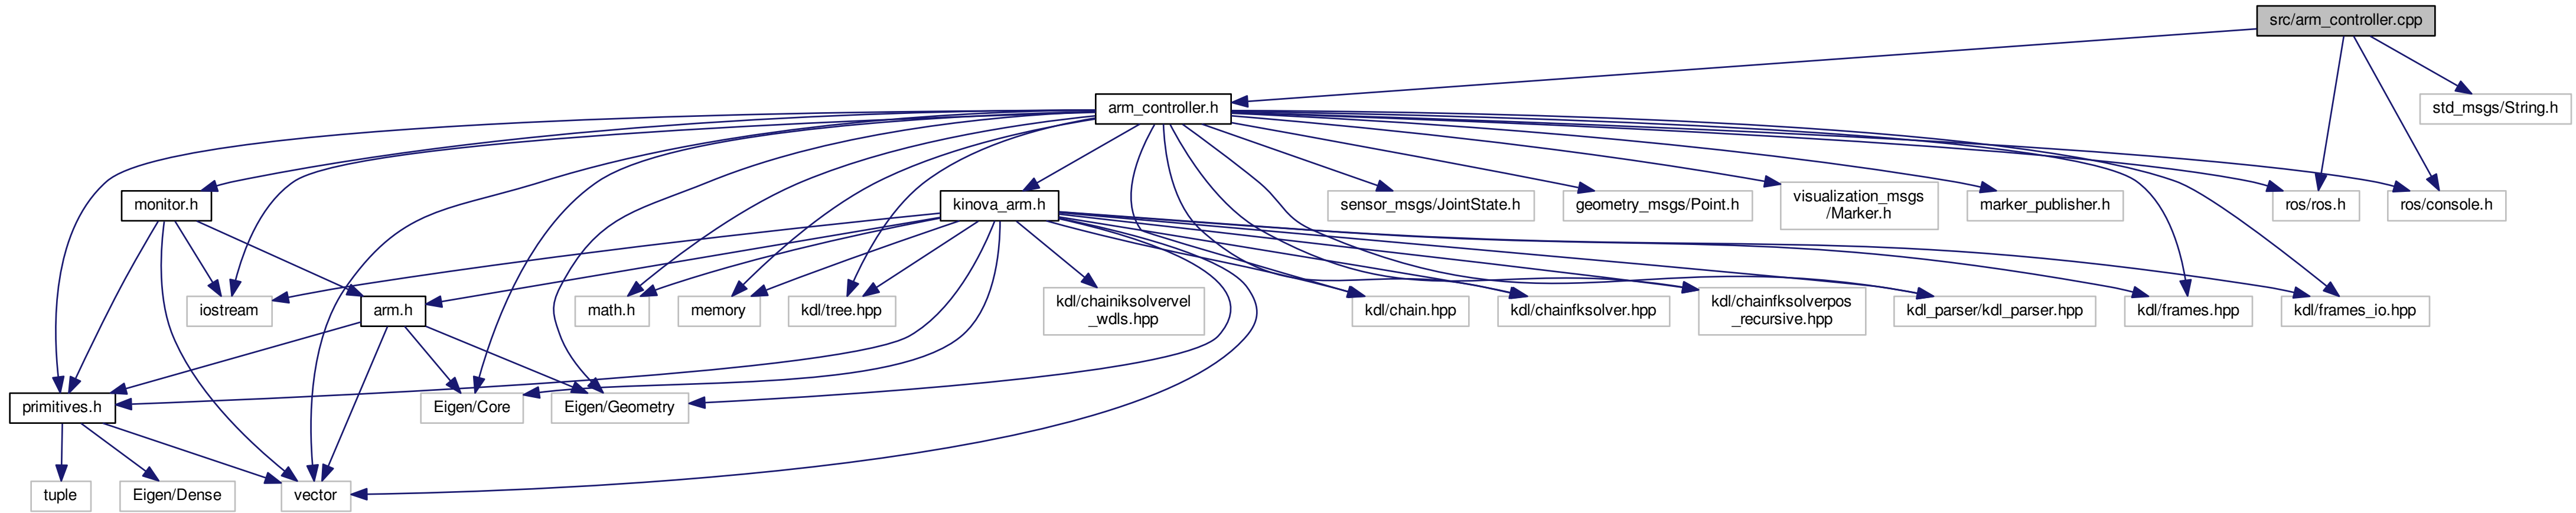 src/arm_controller.cpp
arm_controller.h
std_msgs/String.h
monitor.h
kinova_arm.h
sensor_msgs/JointState.h
geometry_msgs/Point.h
visualization_msgs
/Marker.h
marker_publisher.h
ros/ros.h
ros/console.h
iostream
arm.h
math.h
memory
kdl/tree.hpp
kdl/chainiksolvervel
_wdls.hpp
kdl/chain.hpp
kdl/chainfksolver.hpp
kdl/chainfksolverpos
_recursive.hpp
kdl_parser/kdl_parser.hpp
kdl/frames.hpp
kdl/frames_io.hpp
primitives.h
Eigen/Core
Eigen/Geometry
tuple
Eigen/Dense
vector